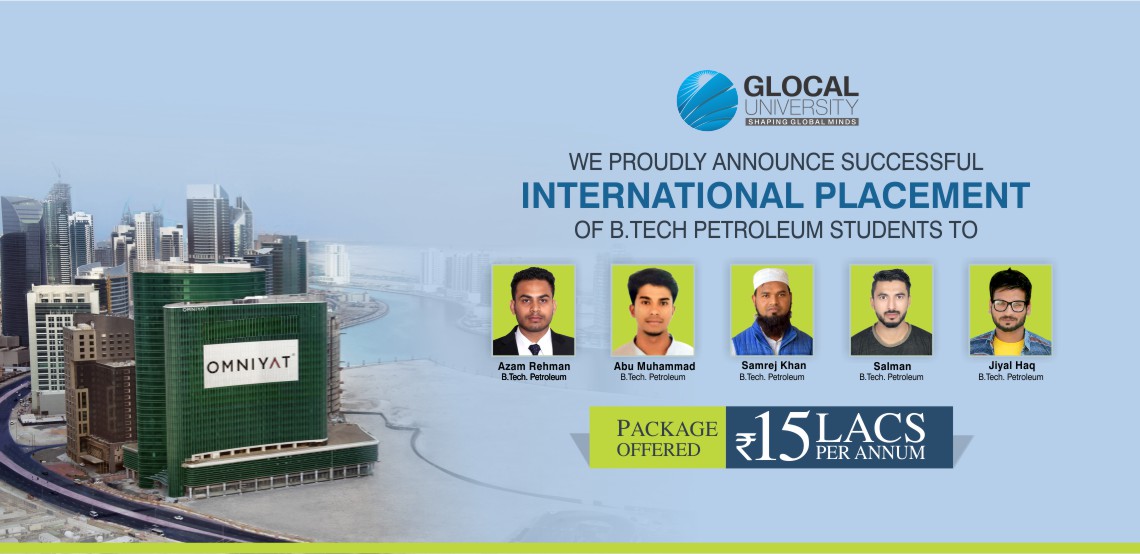 GLOCAL
UNIVERSITY
SHAPING GLOBAL MINDS
WE PROUDLY ANNOUNCE SUCCESSFUL
INTERNATIONAL PLACEMENT
OF B.TECH PETROLEUM STUDENTS TO
OMNIYAT
OMNIYAT
Azam Rehman
B.Tech. Petroleum
Abu Muhammad
B.Tech. Petroleum
Samrej Khan
B.Tech. Petroleum
Salman
B.Tech. Petroleum
Jiyal Haq
B.Tech. Petroleum
PACKAGE
OFFERED
₹15 LACS
PER ANNUM